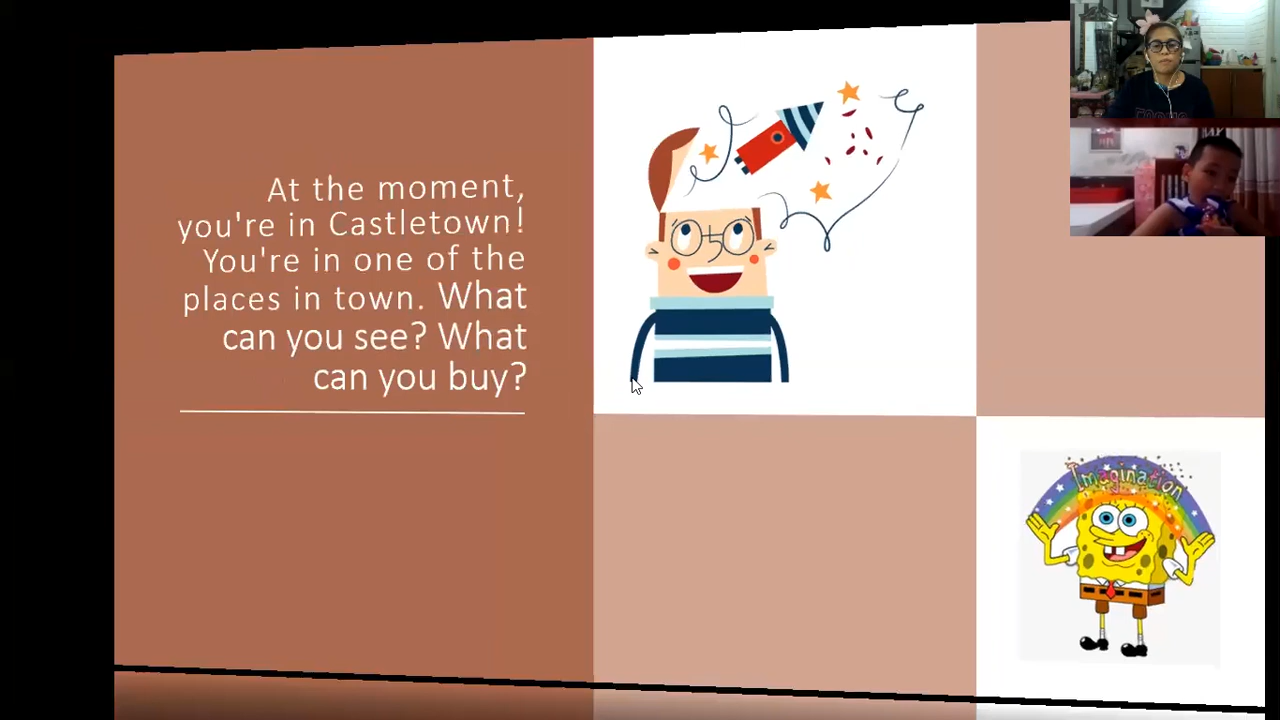 At the moment,
you're in Castletown!
You're in one of the
places in town. What
can you see? What
can you buy?
Imagination